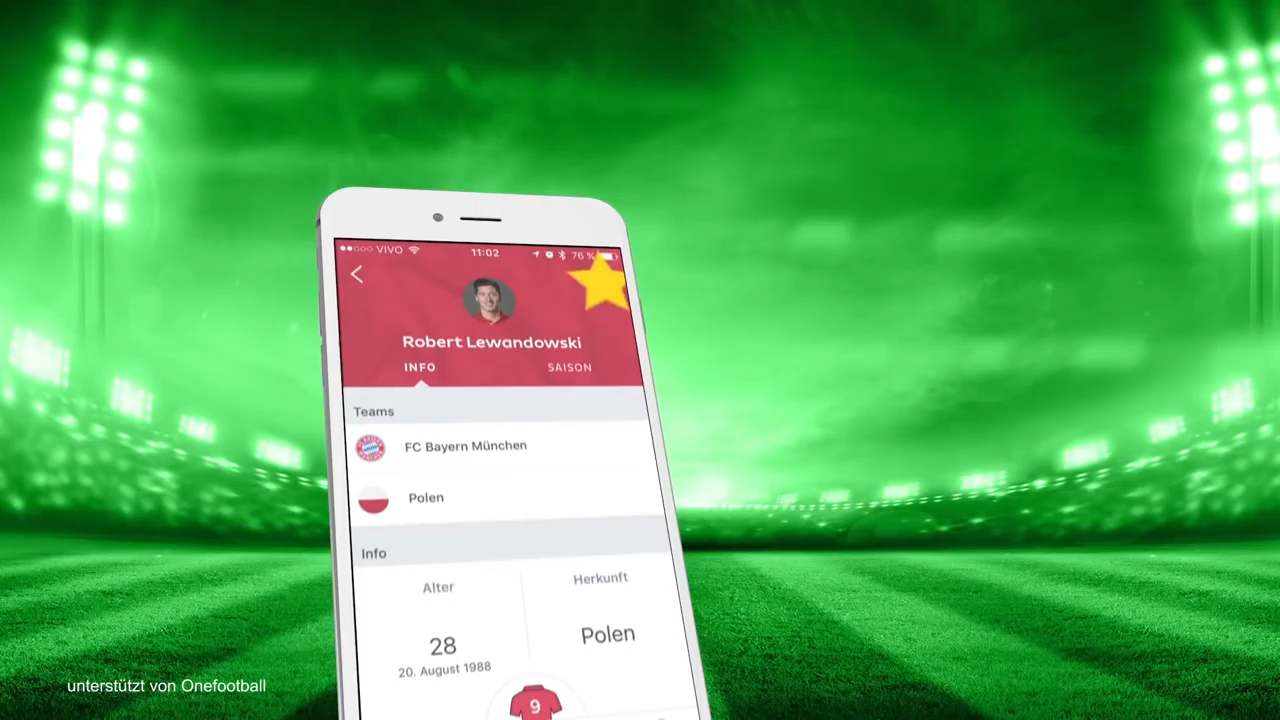 VIVO 11:02 76 %
Robert Lewandowski
INFO SAISON
Teams
FC Bayern München
Polen
Info
Alter Herkunft
28 Polen
20. August 1988
9
unterstützt von Onefootball